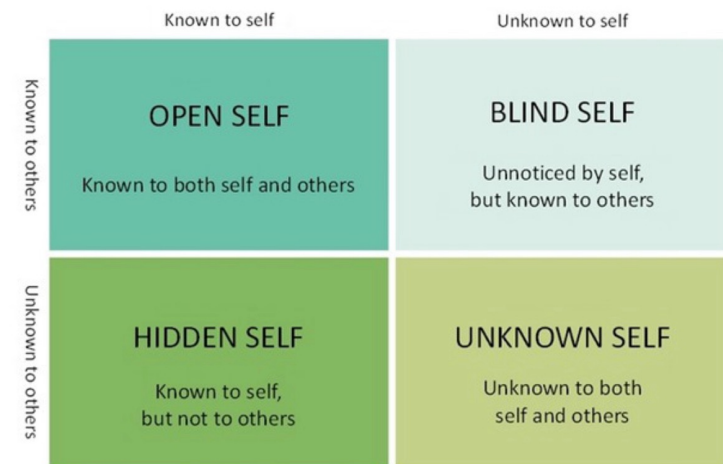 Known to self
Unknown to self
Known to others
OPEN SELF
Known to both self and others
BLIND SELF
Unnoticed by self,
but known to others
Unknown to others
HIDDEN SELF
Known to self,
but not to others
UNKNOWN SELF
Unknown to both
self and others